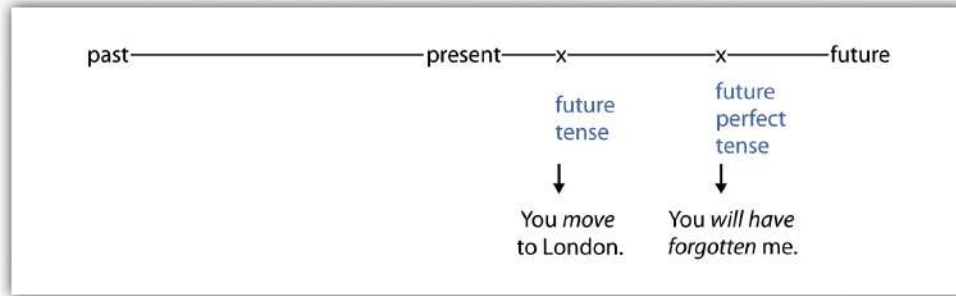 past present x x future
future
tense
future
perfect
tense
You move
to London.
You will have
forgotten me.